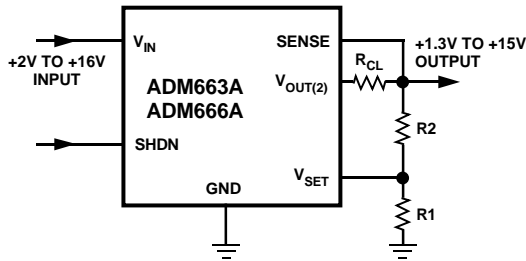 +2V TO +16V
INPUT
V_IN
SENSE
ADM663A
ADM666A
V_OUT(2)
R_CL
+1.3V TO +15V
OUTPUT
R2
SHDN
V_SET
GND
R1